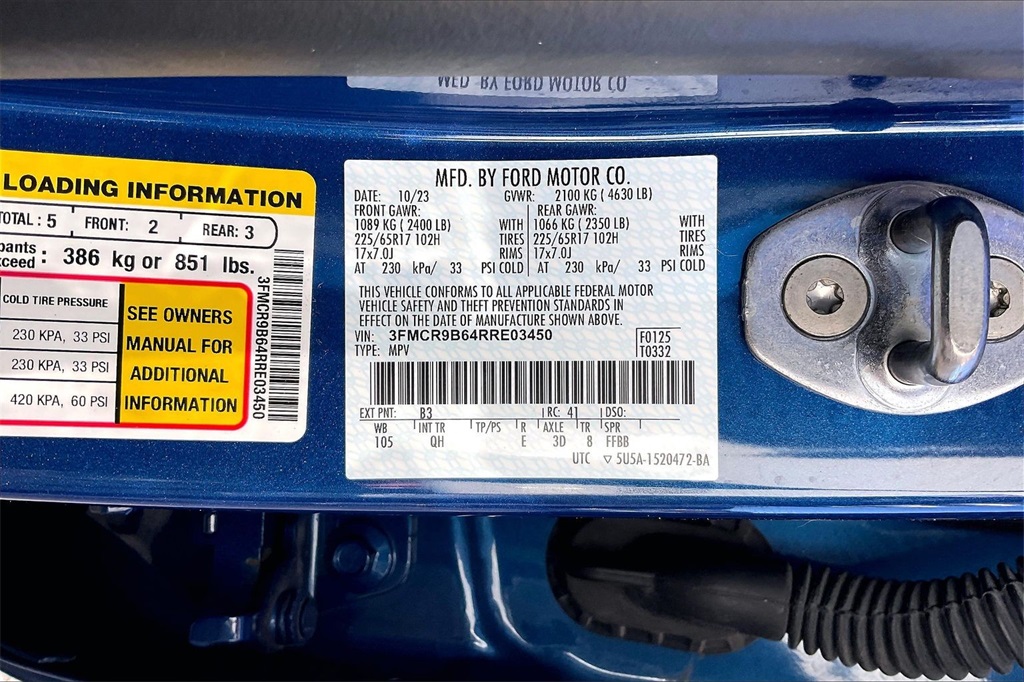 MFD. BY FORD MOTOR CO
LOADING INFORMATION
TOTAL : 5 FRONT: 2 REAR: 3
pants
exceed: 386 kg or 851 lbs.
COLD TIRE PRESSURE
230 KPA, 33 PSI
230 KPA, 33 PSI
420 KPA, 60 PSI
SEE OWNERS
MANUAL FOR
ADDITIONAL
INFORMATION
3FMCR9B64RRE03450
MFD. BY FORD MOTOR CO.
DATE: 10/23 GVWR: 2100 KG ( 4630 LB)
FRONT GAWR: REAR GAWR:
1089 KG ( 2400 LB) WITH 1066 KG ( 2350 LB) WITH
225/65R17 102H TIRES 225/65R17 102H TIRES
17x7.0J RIMS 17x7.0J RIMS
AT 230 kPa/ 33 PSI COLD AT 230 kPa/ 33 PSI COLD
THIS VEHICLE CONFORMS TO ALL APPLICABLE FEDERAL MOTOR
VEHICLE SAFETY AND THEFT PREVENTION STANDARDS IN
EFFECT ON THE DATE OF MANUFACTURE SHOWN ABOVE.
VIN: 3FMCR9B64RRE03450 F0125
TYPE: MPV T0332
EXT PNT: B3 RC: 41 DSO:
WB INT TR TP/PS R AXLE TR SPR
105 QH E 3D 8 FFBB
UTC ▽ 5U5A-1520472-BA